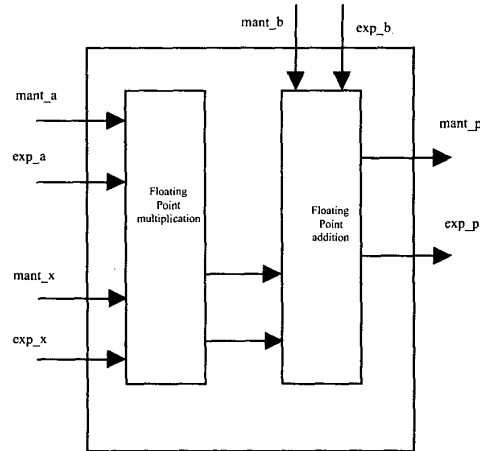 mant_b
exp_b
mant_a
exp_a
mant_x
exp_x
Floating
Point
multiplication
Floating
Point
addition
mant_p
exp_p